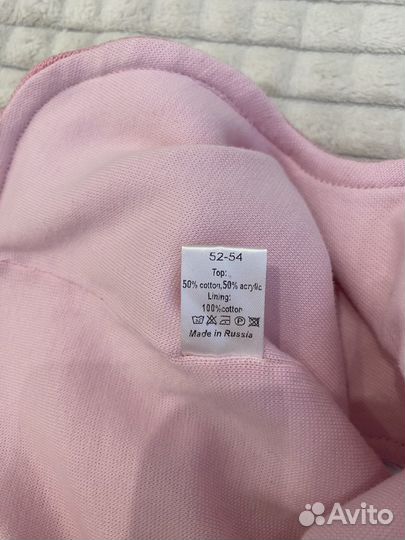 52-54
Top:
50% cotton,50% acrylic
Lining:
100%cotton
Made in Russia
Avito